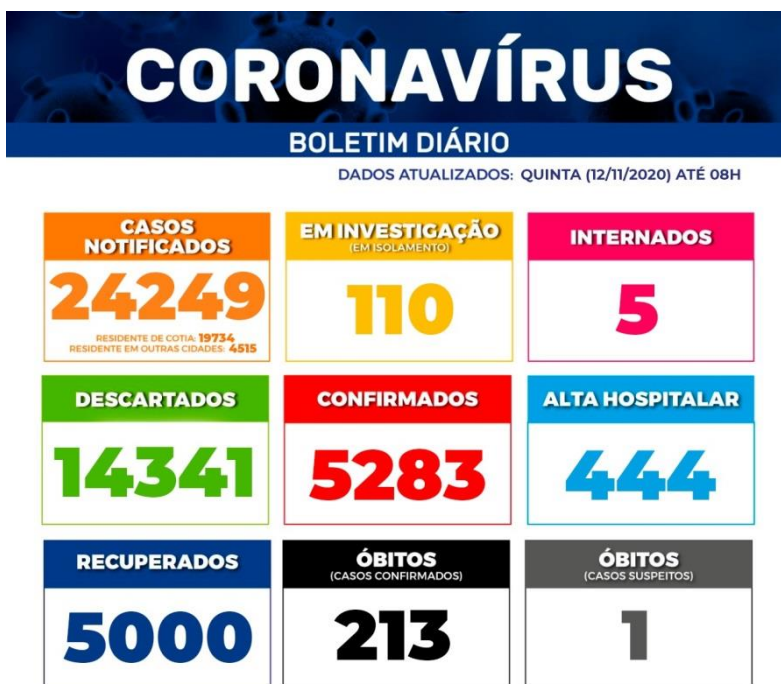 CORONAVÍRUS
BOLETIM DIÁRIO
DADOS ATUALIZADOS: QUINTA (12/11/2020) ATÉ 08H
CASOS
NOTIFICADOS
24249
RESIDENTE DE COTIA: 19734
RESIDENTE EM OUTRAS CIDADES: 4515
EM INVESTIGAÇÃO
(EM ISOLAMENTO)
110
INTERNADOS
5
DESCARTADOS
14341
CONFIRMADOS
5283
ALTA HOSPITALAR
444
RECUPERADOS
5000
ÓBITOS
(CASOS CONFIRMADOS)
213
ÓBITOS
(CASOS SUSPEITOS)
1